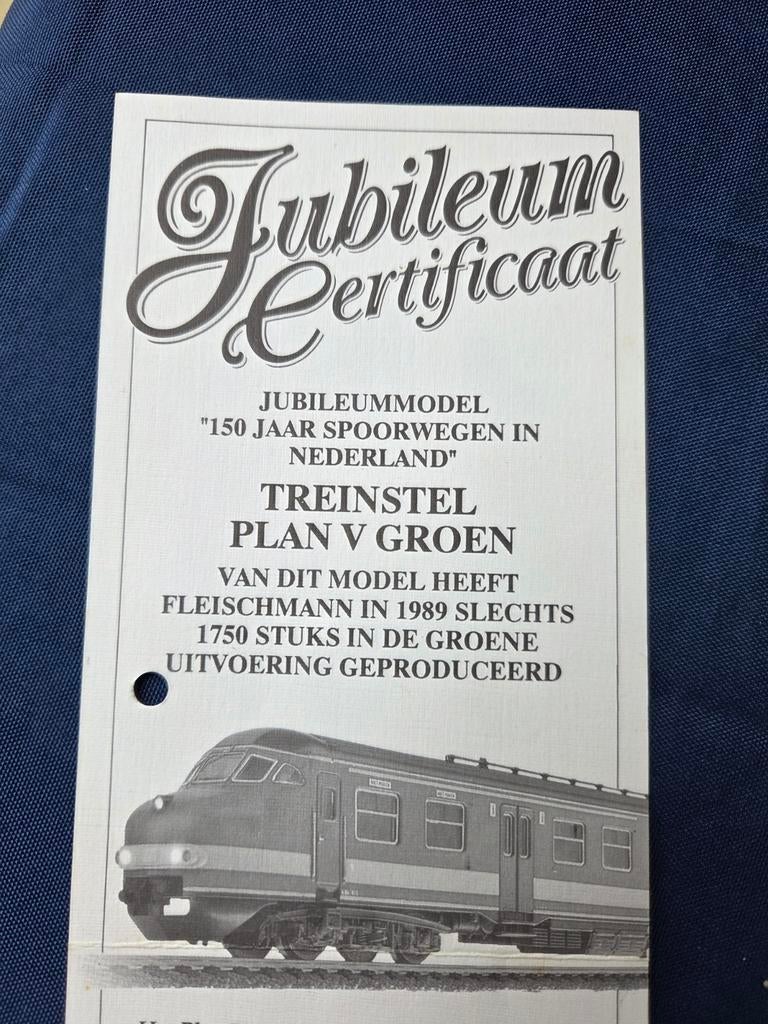 Jubileum
Certificaat
JUBILEUMMODEL
"150 JAAR SPOORWEGEN IN
NEDERLAND"
TREINSTEL
PLAN V GROEN
VAN DIT MODEL HEEFT
FLEISCHMANN IN 1989 SLECHTS
1750 STUKS IN DE GROENE
UITVOERING GEPRODUCEERD